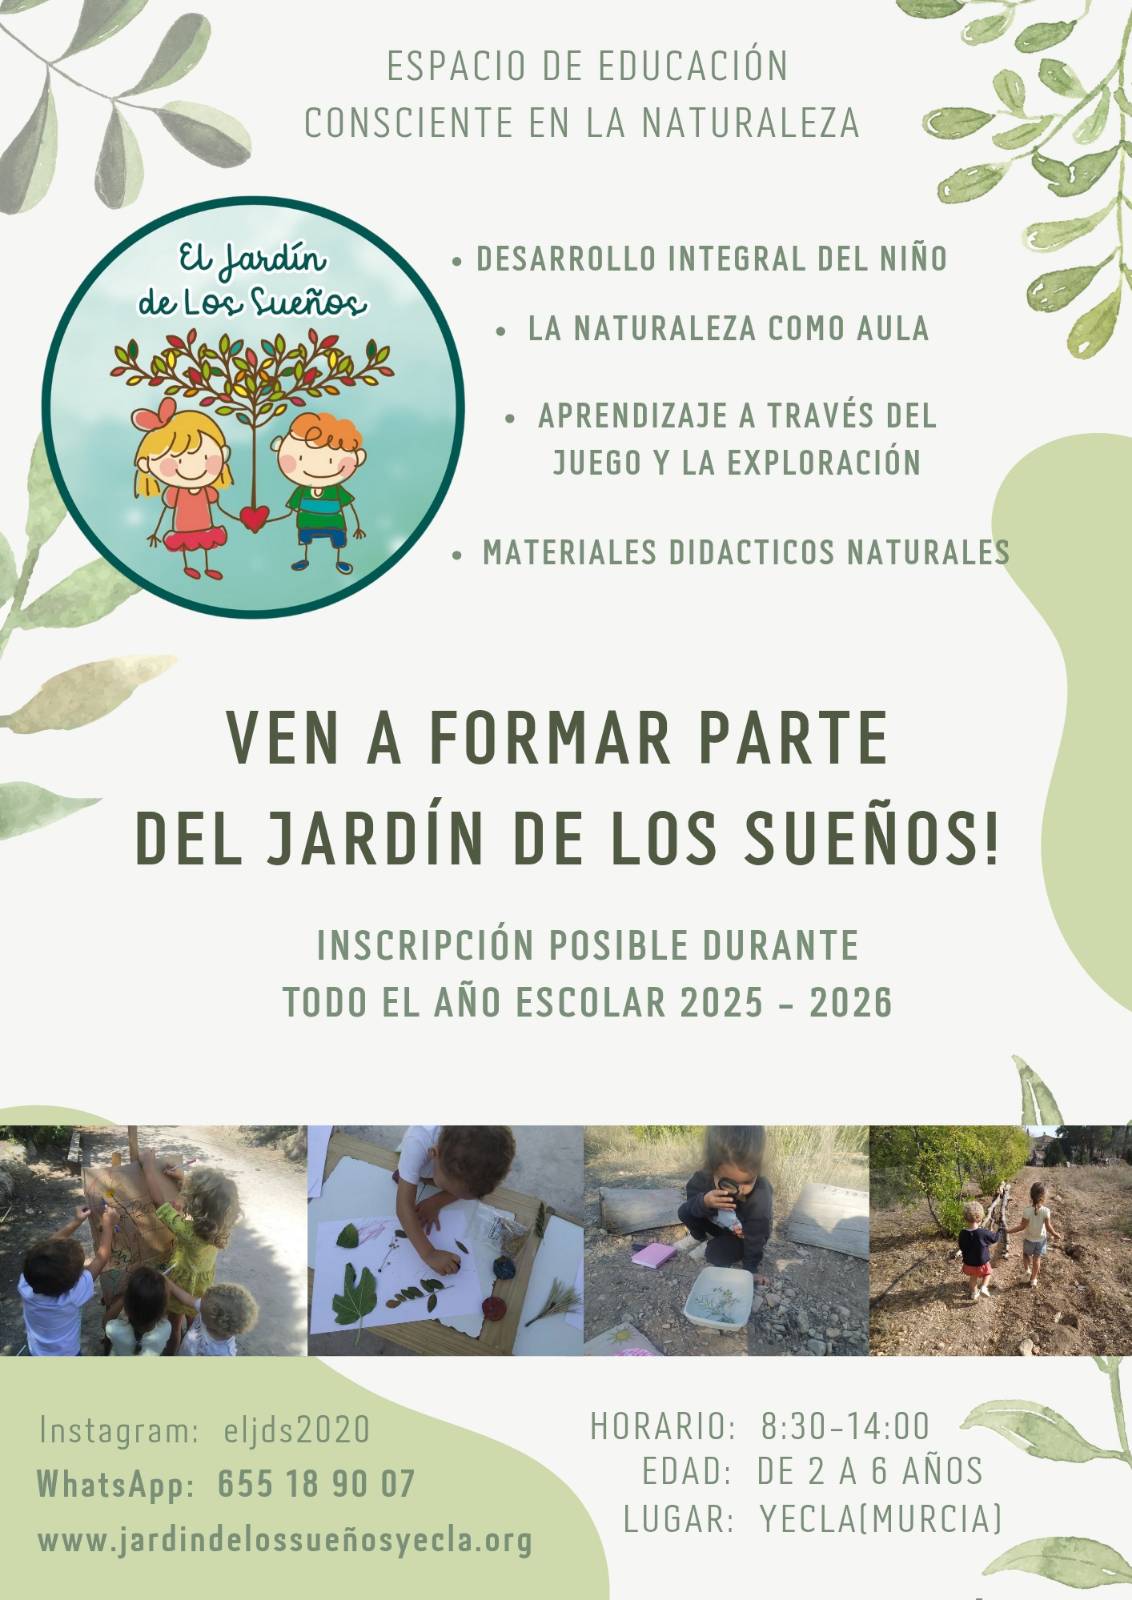 ESPACIO DE EDUCACIÓN
CONSCIENTE EN LA NATURALEZA
El Jardín
de Los Sueños
• DESARROLLO INTEGRAL DEL NIÑO
• LA NATURALEZA COMO AULA
• APRENDIZAJE A TRAVÉS DEL
JUEGO Y LA EXPLORACIÓN
• MATERIALES DIDACTICOS NATURALES
VEN A FORMAR PARTE
DEL JARDÍN DE LOS SUEÑOS!
INSCRIPCIÓN POSIBLE DURANTE
TODO EL AÑO ESCOLAR 2025 - 2026
Instagram: eljds2020
WhatsApp: 655 18 90 07
www.jardindelossueñosyecla.org
HORARIO: 8:30-14:00
EDAD: DE 2 A 6 AÑOS
LUGAR: YECLA(MURCIA)